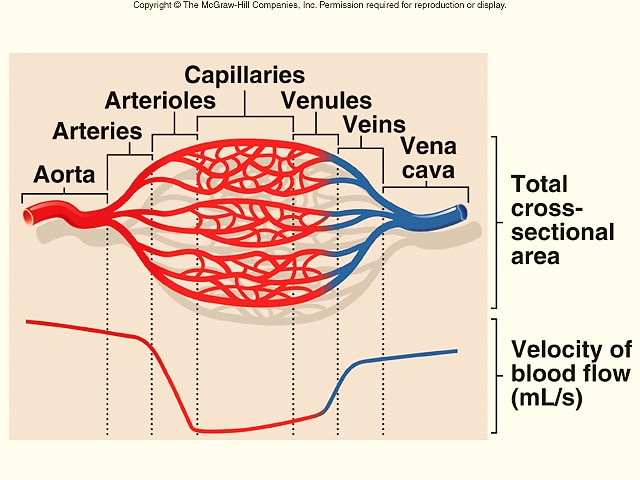 Copyright © The McGraw-Hill Companies, Inc. Permission required for reproduction or display.
Capillaries
Arterioles
Venules
Arteries
Veins
Aorta
Vena
cava
Total
cross-
sectional
area
Velocity of
blood flow
(mL/s)